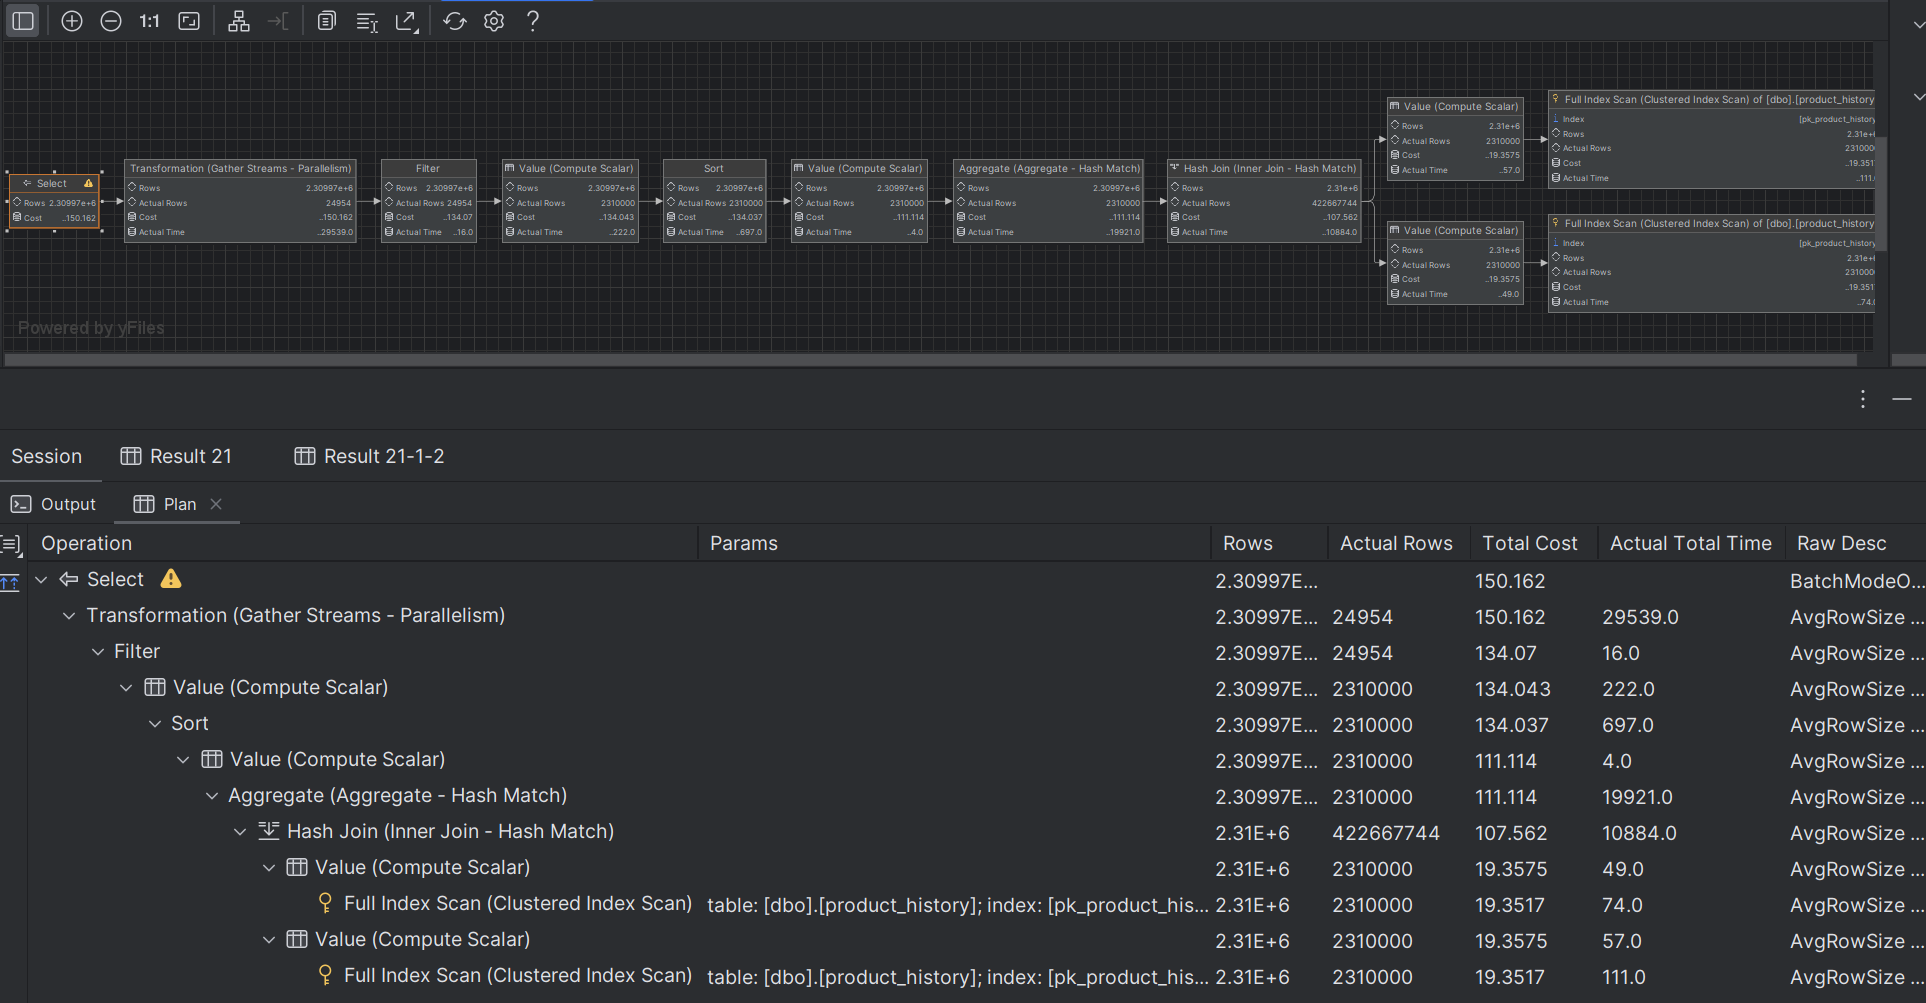 1:1
Select
Rows 2.30997e+6
Cost ..150.162
Transformation (Gather Streams - Parallelism)
Rows 2.30997e+6
Actual Rows 24954
Cost ..150.162
Actual Time ..29539.0
Filter
Rows 2.30997e+6
Actual Rows 24954
Cost ..134.07
Actual Time ..16.0
Value (Compute Scalar)
Rows 2.30997e+6
Actual Rows 2310000
Cost ..134.043
Actual Time ..222.0
Sort
Rows 2.30997e+6
Actual Rows 2310000
Cost ..134.037
Actual Time ..697.0
Value (Compute Scalar)
Rows 2.30997e+6
Actual Rows 2310000
Cost ..111.114
Actual Time ..4.0
Aggregate (Aggregate - Hash Match)
Rows 2.30997e+6
Actual Rows 2310000
Cost ..111.114
Actual Time ..19921.0
Hash Join (Inner Join - Hash Match)
Rows 2.31e+6
Actual Rows 422667744
Cost ..107.562
Actual Time ..10884.0
Value (Compute Scalar)
Rows 2.31e+6
Actual Rows 2310000
Cost ..19.3575
Actual Time ..57.0
Full Index Scan (Clustered Index Scan) of [dbo].[product_history
Index [pk_product_history
Rows 2.31e+6
Actual Rows 2310000
Cost ..19.351
Actual Time ..111.
Value (Compute Scalar)
Rows 2.31e+6
Actual Rows 2310000
Cost ..19.3575
Actual Time ..49.0
Full Index Scan (Clustered Index Scan) of [dbo].[product_history
Index [pk_product_history
Rows 2.31e+6
Actual Rows 2310000
Cost ..19.351
Actual Time ..74.0
Powered by yFiles
Session Result 21 Result 21-1-2
Output Plan
Operation Params Rows Actual Rows Total Cost Actual Total Time Raw Desc
Select 2.30997E... 150.162 BatchModeO...
Transformation (Gather Streams - Parallelism) 2.30997E... 24954 150.162 29539.0 AvgRowSize ...
Filter 2.30997E... 24954 134.07 16.0 AvgRowSize ...
Value (Compute Scalar) 2.30997E... 2310000 134.043 222.0 AvgRowSize ...
Sort 2.30997E... 2310000 134.037 697.0 AvgRowSize ...
Value (Compute Scalar) 2.30997E... 2310000 111.114 4.0 AvgRowSize ...
Aggregate (Aggregate - Hash Match) 2.30997E... 2310000 111.114 19921.0 AvgRowSize ...
Hash Join (Inner Join - Hash Match) 2.31E+6 422667744 107.562 10884.0 AvgRowSize ...
Value (Compute Scalar) 2.31E+6 2310000 19.3575 49.0 AvgRowSize ...
Full Index Scan (Clustered Index Scan) table: [dbo].[product_history]; index: [pk_product_his... 2.31E+6 2310000 19.3517 74.0 AvgRowSize ...
Value (Compute Scalar) 2.31E+6 2310000 19.3575 57.0 AvgRowSize ...
Full Index Scan (Clustered Index Scan) table: [dbo].[product_history]; index: [pk_product_his... 2.31E+6 2310000 19.3517 111.0 AvgRowSize ...